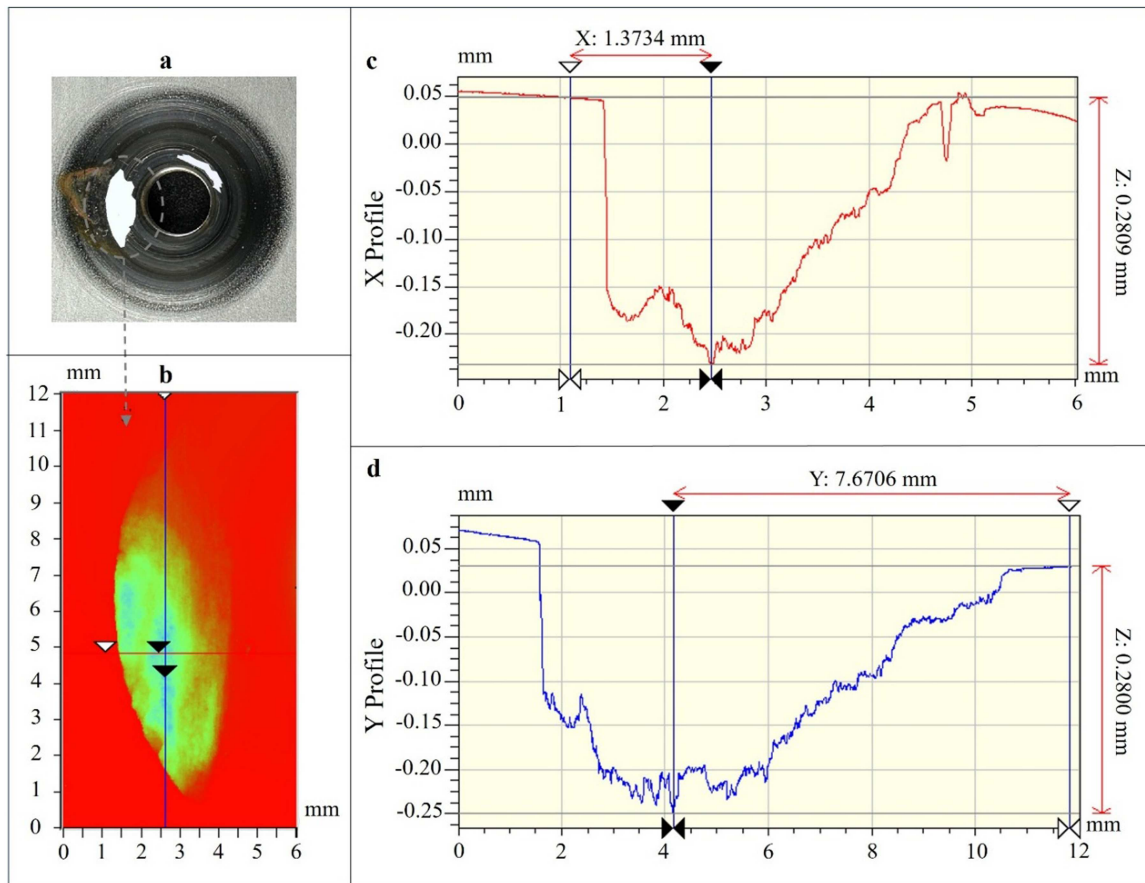 a
b
mm
12
11
10
9
8
7
6
5
4
3
2
1
0
mm
0 1 2 3 4 5 6
c
X: 1.3734 mm
mm
0.05
0.00
-0.05
-0.10
-0.15
-0.20
X Profile
Z: 0.2809 mm
mm
0 1 2 3 4 5 6
d
Y: 7.6706 mm
mm
0.05
0.00
-0.05
-0.10
-0.15
-0.20
-0.25
Y Profile
Z: 0.2800 mm
mm
0 2 4 6 8 10 12